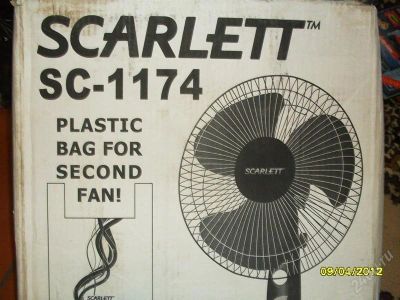 SCARLETT™
SC-1174
PLASTIC
BAG FOR
SECOND
FAN!
SCARLETT
SCARLETT
09/04/2012